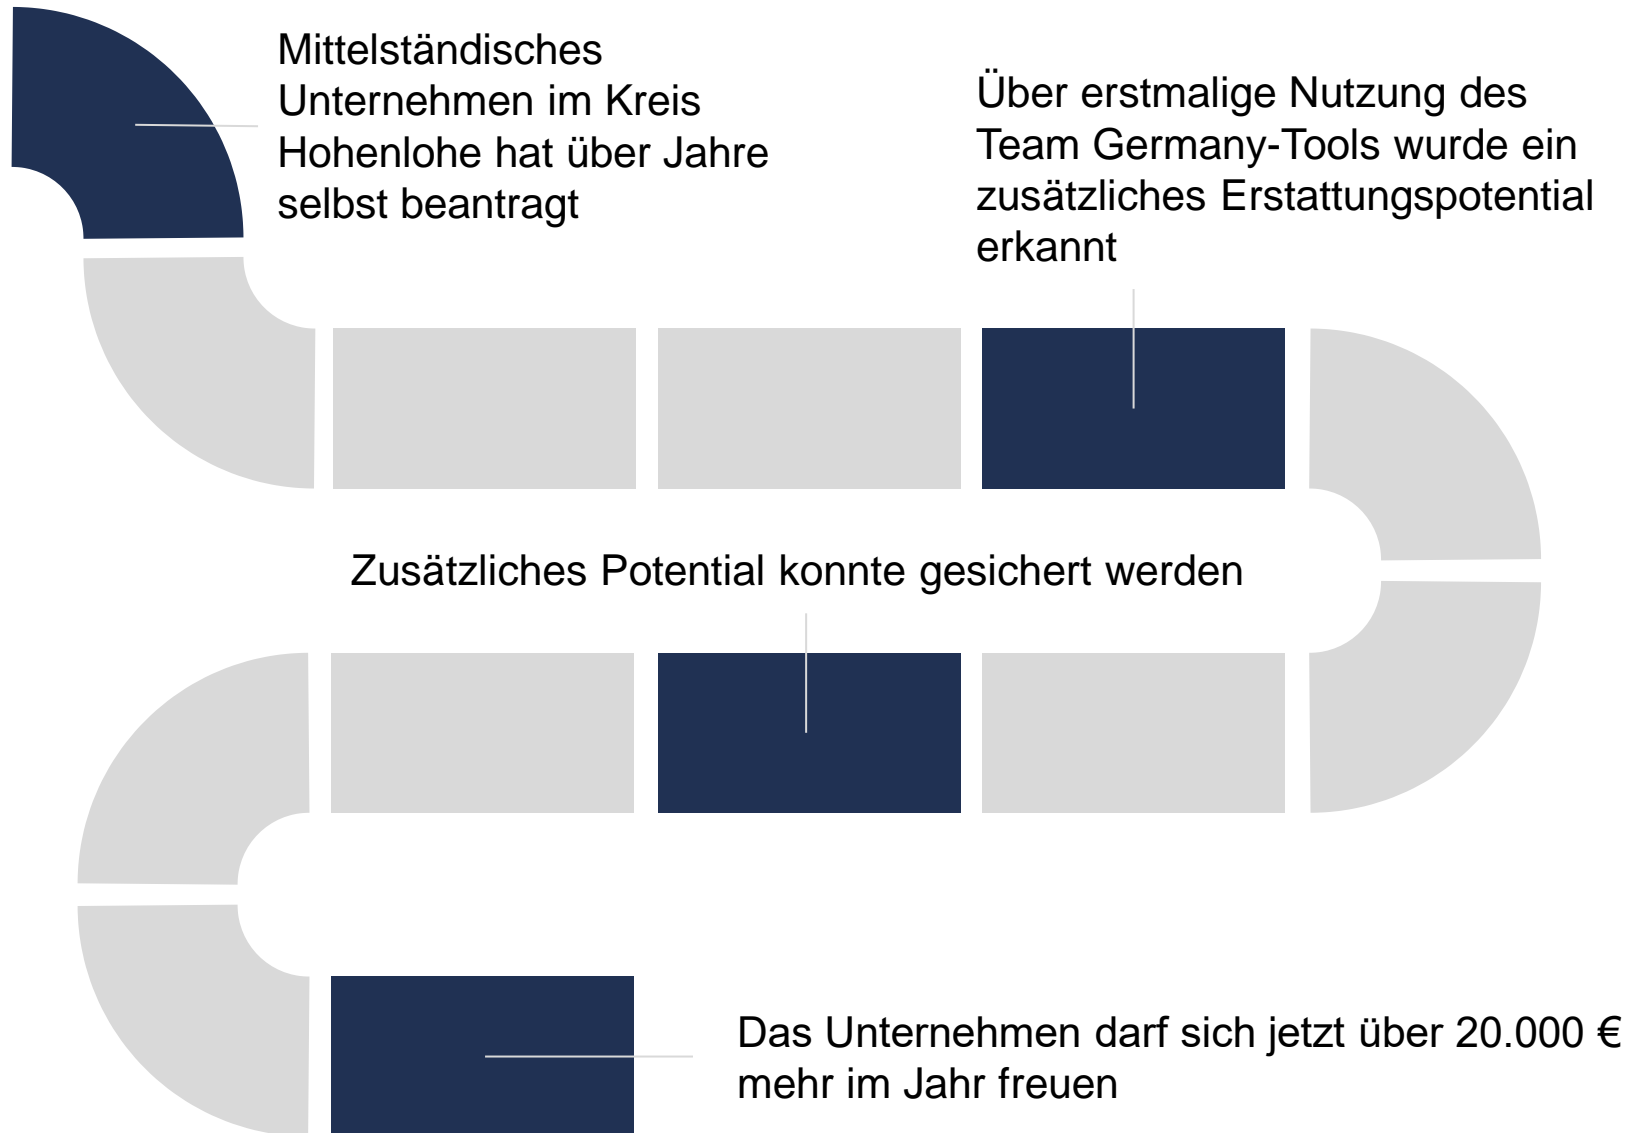 Mittelständisches
Unternehmen im Kreis
Hohenlohe hat über Jahre
selbst beantragt
Über erstmalige Nutzung des
Team Germany-Tools wurde ein
zusätzliches Erstattungspotential
erkannt
Zusätzliches Potential konnte gesichert werden
Das Unternehmen darf sich jetzt über 20.000 €
mehr im Jahr freuen